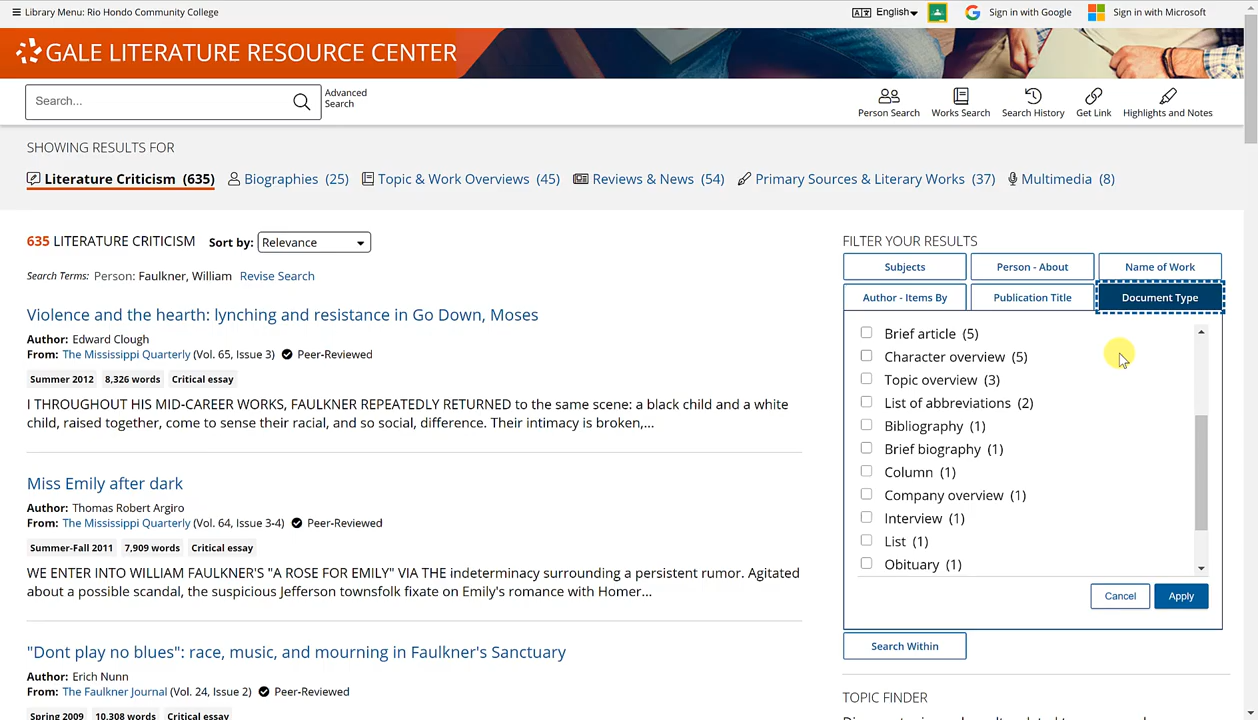 Library Menu: Rio Hondo Community College
English
Sign in with Google
Sign in with Microsoft
GALE LITERATURE RESOURCE CENTER
Search...
Advanced
Search
Person Search
Works Search
Search History
Get Link
Highlights and Notes
SHOWING RESULTS FOR
Literature Criticism (635)
Biographies (25)
Topic & Work Overviews (45)
Reviews & News (54)
Primary Sources & Literary Works (37)
Multimedia (8)
635 LITERATURE CRITICISM
Sort by: Relevance
Search Terms: Person: Faulkner, William Revise Search
Violence and the hearth: lynching and resistance in Go Down, Moses
Author: Edward Clough
From: The Mississippi Quarterly (Vol. 65, Issue 3) Peer-Reviewed
Summer 2012 8,326 words Critical essay
I THROUGHOUT HIS MID-CAREER WORKS, FAULKNER REPEATEDLY RETURNED to the same scene: a black child and a white
child, raised together, come to sense their racial, and so social, difference. Their intimacy is broken,...
Miss Emily after dark
Author: Thomas Robert Argiro
From: The Mississippi Quarterly (Vol. 64, Issue 3-4) Peer-Reviewed
Summer-Fall 2011 7,909 words Critical essay
WE ENTER INTO WILLIAM FAULKNER'S "A ROSE FOR EMILY" VIA THE indeterminacy surrounding a persistent rumor. Agitated
about a possible scandal, the suspicious Jefferson townsfolk fixate on Emily's romance with Homer...
"Dont play no blues": race, music, and mourning in Faulkner's Sanctuary
Author: Erich Nunn
From: The Faulkner Journal (Vol. 24, Issue 2) Peer-Reviewed
Spring 2009 10,308 words Critical essay
FILTER YOUR RESULTS
Subjects
Person - About
Name of Work
Author - Items By
Publication Title
Document Type
Brief article (5)
Character overview (5)
Topic overview (3)
List of abbreviations (2)
Bibliography (1)
Brief biography (1)
Column (1)
Company overview (1)
Interview (1)
List (1)
Obituary (1)
Cancel
Apply
Search Within
TOPIC FINDER